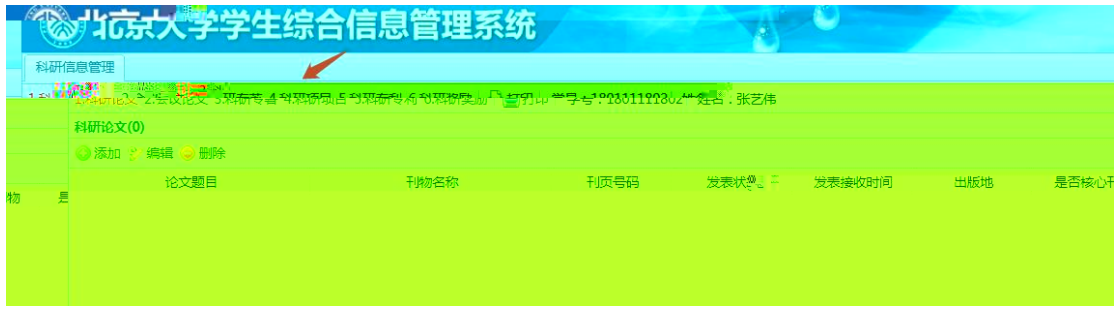 北京大学学生综合信息管理系统
科研信息管理
1.科研论文 2.会议论文 3.科研专著 4.科研项目 5.科研专利 6.科研奖励 打印 学号：1801111802 姓名：张艺伟
科研论文(0)
添加 编辑 删除
论文题目 刊物名称 刊页号码 发表状 发表接收时间 出版地 是否核心刊
物 是